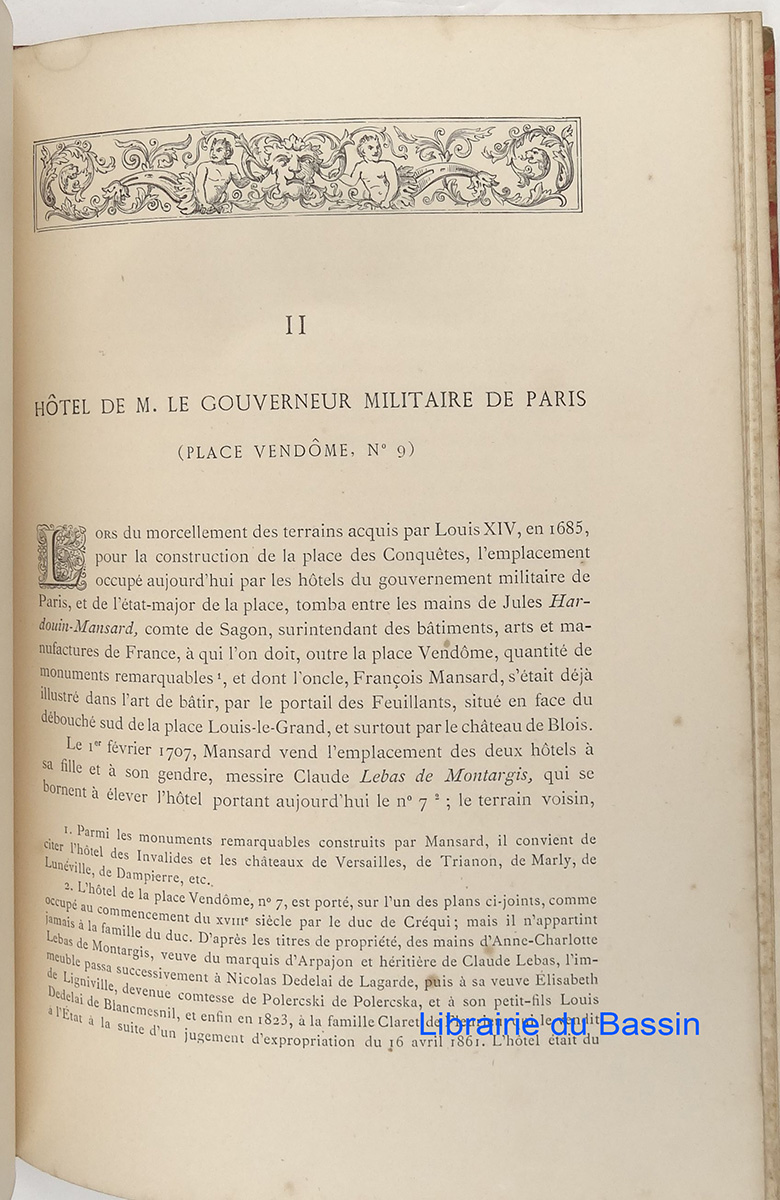 II
HÔTEL DE M. LE GOUVERNEUR MILITAIRE DE PARIS
(PLACE VENDÔME, N° 9)
LORS du morcellement des terrains acquis par Louis XIV, en 1685,
pour la construction de la place des Conquêtes, l'emplacement
occupé aujourd'hui par les hôtels du gouvernement militaire de
Paris, et de l'état-major de la place, tomba entre les mains de Jules Har-
douin-Mansard, comte de Sagon, surintendant des bâtiments, arts et ma-
nufactures de France, à qui l'on doit, outre la place Vendôme, quantité de
monuments remarquables 1, et dont l'oncle, François Mansard, s'était déjà
illustré dans l'art de bâtir, par le portail des Feuillants, situé en face du
débouché sud de la place Louis-le-Grand, et surtout par le château de Blois.
Le 1er février 1707, Mansard vend l'emplacement des deux hôtels à
sa fille et à son gendre, messire Claude Lebas de Montargis, qui se
bornent à élever l'hôtel portant aujourd'hui le n° 7 2 ; le terrain voisin,
1. Parmi les monuments remarquables construits par Mansard, il convient de
citer l'hôtel des Invalides et les châteaux de Versailles, de Trianon, de Marly, de
Lunéville, de Dampierre, etc.
2. L'hôtel de la place Vendôme, n° 7, est porté, sur l'un des plans ci-joints, comme
occupé au commencement du XVIIIe siècle par le duc de Créqui ; mais il n'appartint
jamais à la famille du duc. D'après les titres de propriété, des mains d'Anne-Charlotte
Lebas de Montargis, veuve du marquis d'Arpajon et héritière de Claude Lebas, l'im-
meuble passa successivement à Nicolas Dedelai de Lagarde, puis à sa veuve Élisabeth
de Ligniville, devenue comtesse de Polercski de Polercska, et à son petit-fils Louis
Dedelai de Blancmesnil, et enfin en 1823, à la famille Claret de vendit
à l'État à la suite d'un jugement d'expropriation du 16 avril 1861. L'hôtel était du
Librairie du Bassin